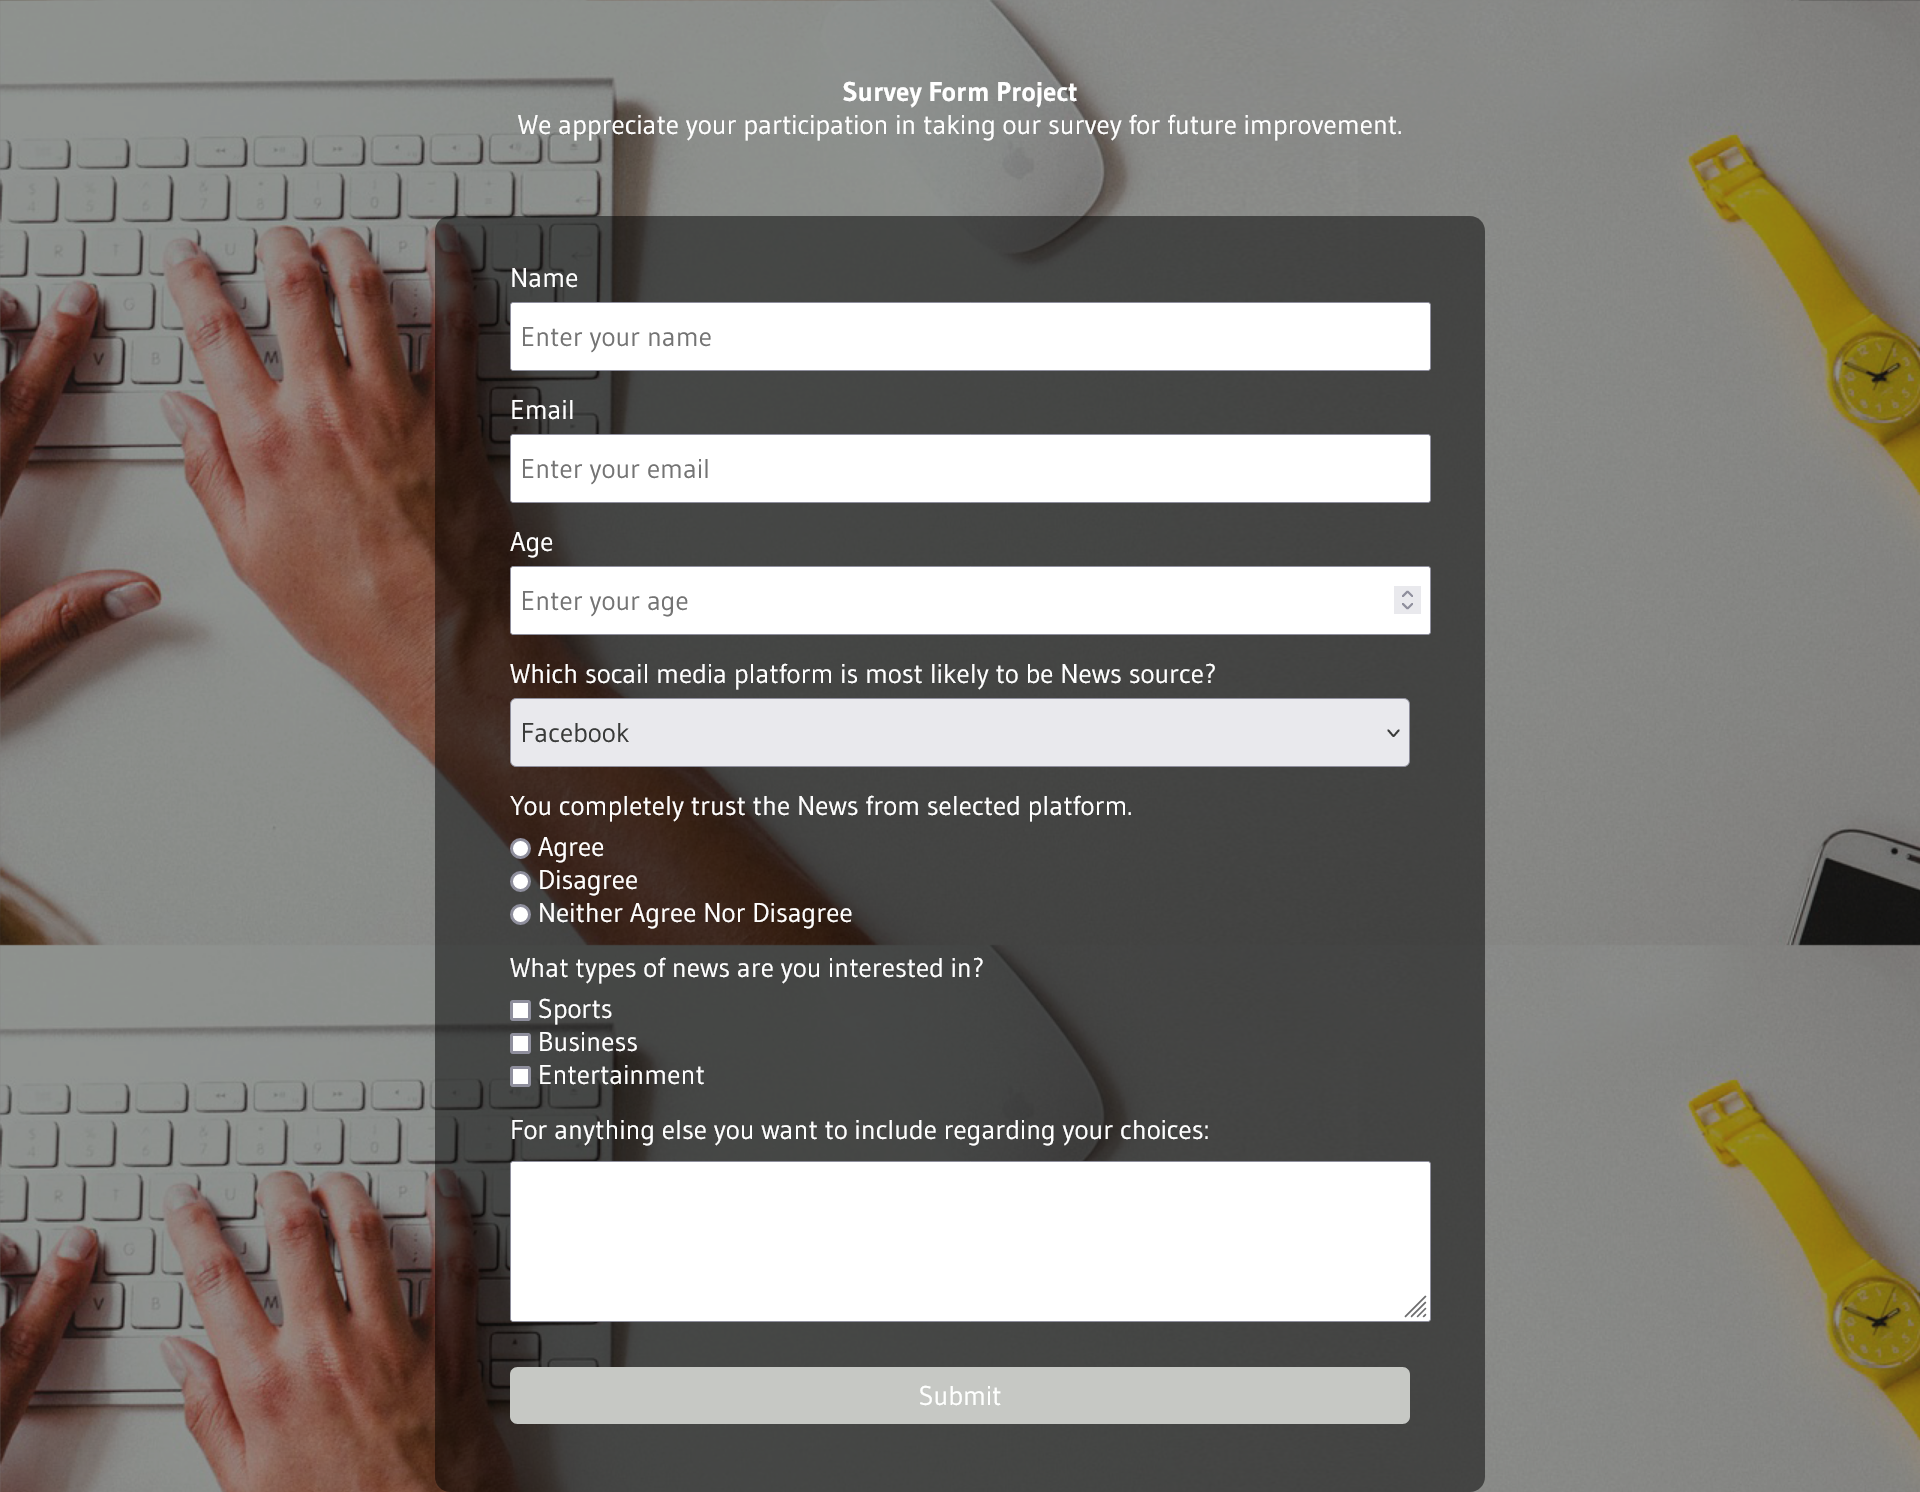 Survey Form Project
We appreciate your participation in taking our survey for future improvement.
Name
Enter your name
Email
Enter your email
Age
Enter your age
Which socail media platform is most likely to be News source?
Facebook
You completely trust the News from selected platform.
Agree
Disagree
Neither Agree Nor Disagree
What types of news are you interested in?
Sports
Business
Entertainment
For anything else you want to include regarding your choices:
Submit